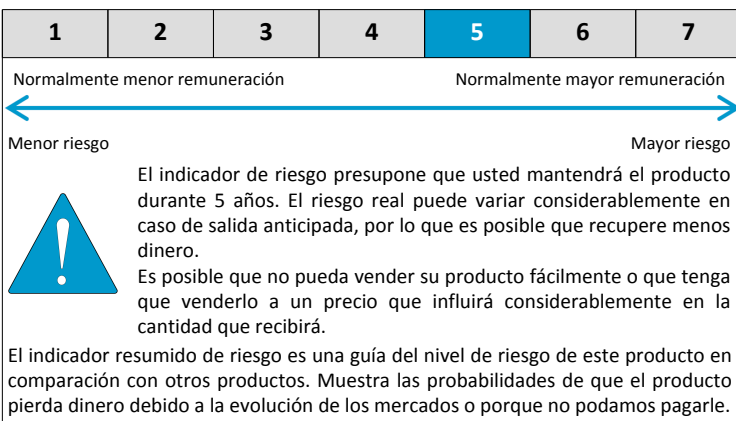 1 2 3 4 5 6 7
Normalmente menor remuneración Normalmente mayor remuneración
Menor riesgo Mayor riesgo
El indicador de riesgo presupone que usted mantendrá el producto
durante 5 años. El riesgo real puede variar considerablemente en
caso de salida anticipada, por lo que es posible que recupere menos
dinero.
Es posible que no pueda vender su producto fácilmente o que tenga
que venderlo a un precio que influirá considerablemente en la
cantidad que recibirá.
El indicador resumido de riesgo es una guía del nivel de riesgo de este producto en
comparación con otros productos. Muestra las probabilidades de que el producto
pierda dinero debido a la evolución de los mercados o porque no podamos pagarle.